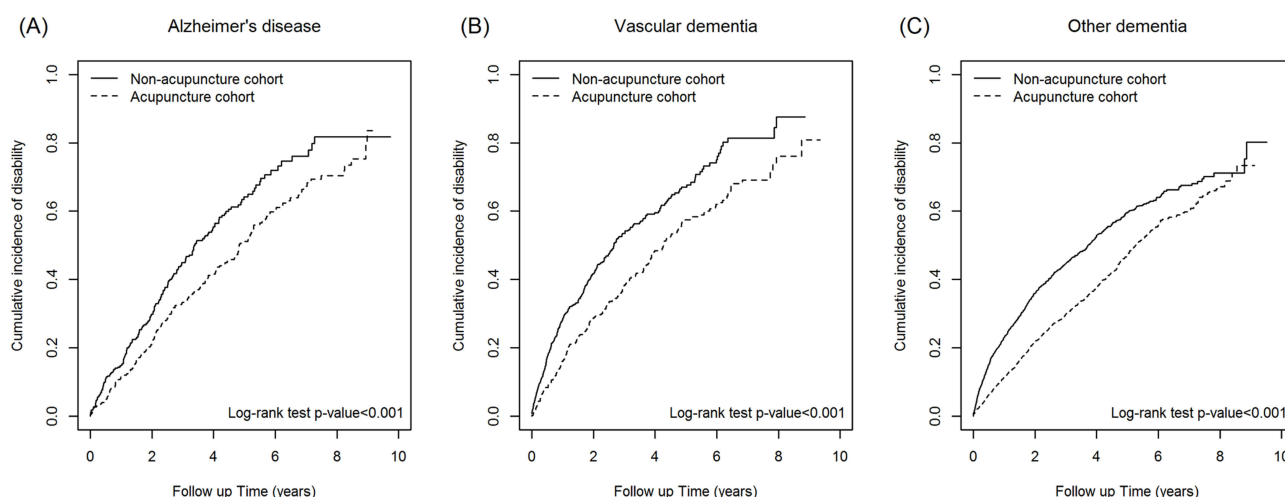 (A)
Alzheimer's disease
Non-acupuncture cohort
Acupuncture cohort
Cumulative incidence of disability
1.0
0.8
0.6
0.4
0.2
0.0
Log-rank test p-value<0.001
0 2 4 6 8 10
Follow up Time (years)
(B)
Vascular dementia
Non-acupuncture cohort
Acupuncture cohort
Cumulative incidence of disability
1.0
0.8
0.6
0.4
0.2
0.0
Log-rank test p-value<0.001
0 2 4 6 8 10
Follow up Time (years)
(C)
Other dementia
Non-acupuncture cohort
Acupuncture cohort
Cumulative incidence of disability
1.0
0.8
0.6
0.4
0.2
0.0
Log-rank test p-value<0.001
0 2 4 6 8 10
Follow up Time (years)